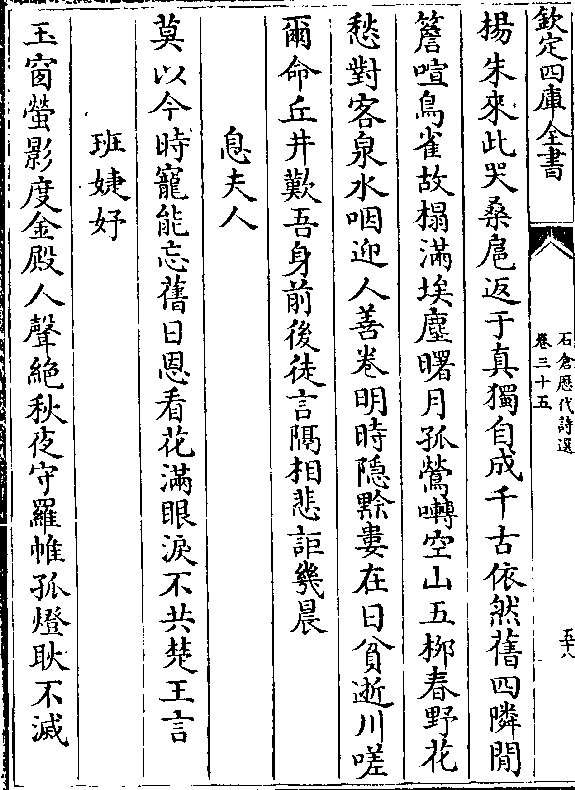 欽定四庫全書
石倉歴代詩選
卷三十五
五十八
楊朱來此哭桑扈返于真獨自成千古依然舊四隣閒
簷喧鳥雀故榻滿埃塵曙月孤鶯囀空山五柳春野花
愁對客泉水咽迎人善卷明時隠黔婁在日貧逝川嗟
爾命丘井歎吾身前後徒言隔相悲詎幾晨
息夫人
莫以今時寵能忘舊日恩看花滿眼淚不共楚王言
班婕妤
玉窗螢影度金殿人聲絶秋夜守羅帷孤燈耿不滅